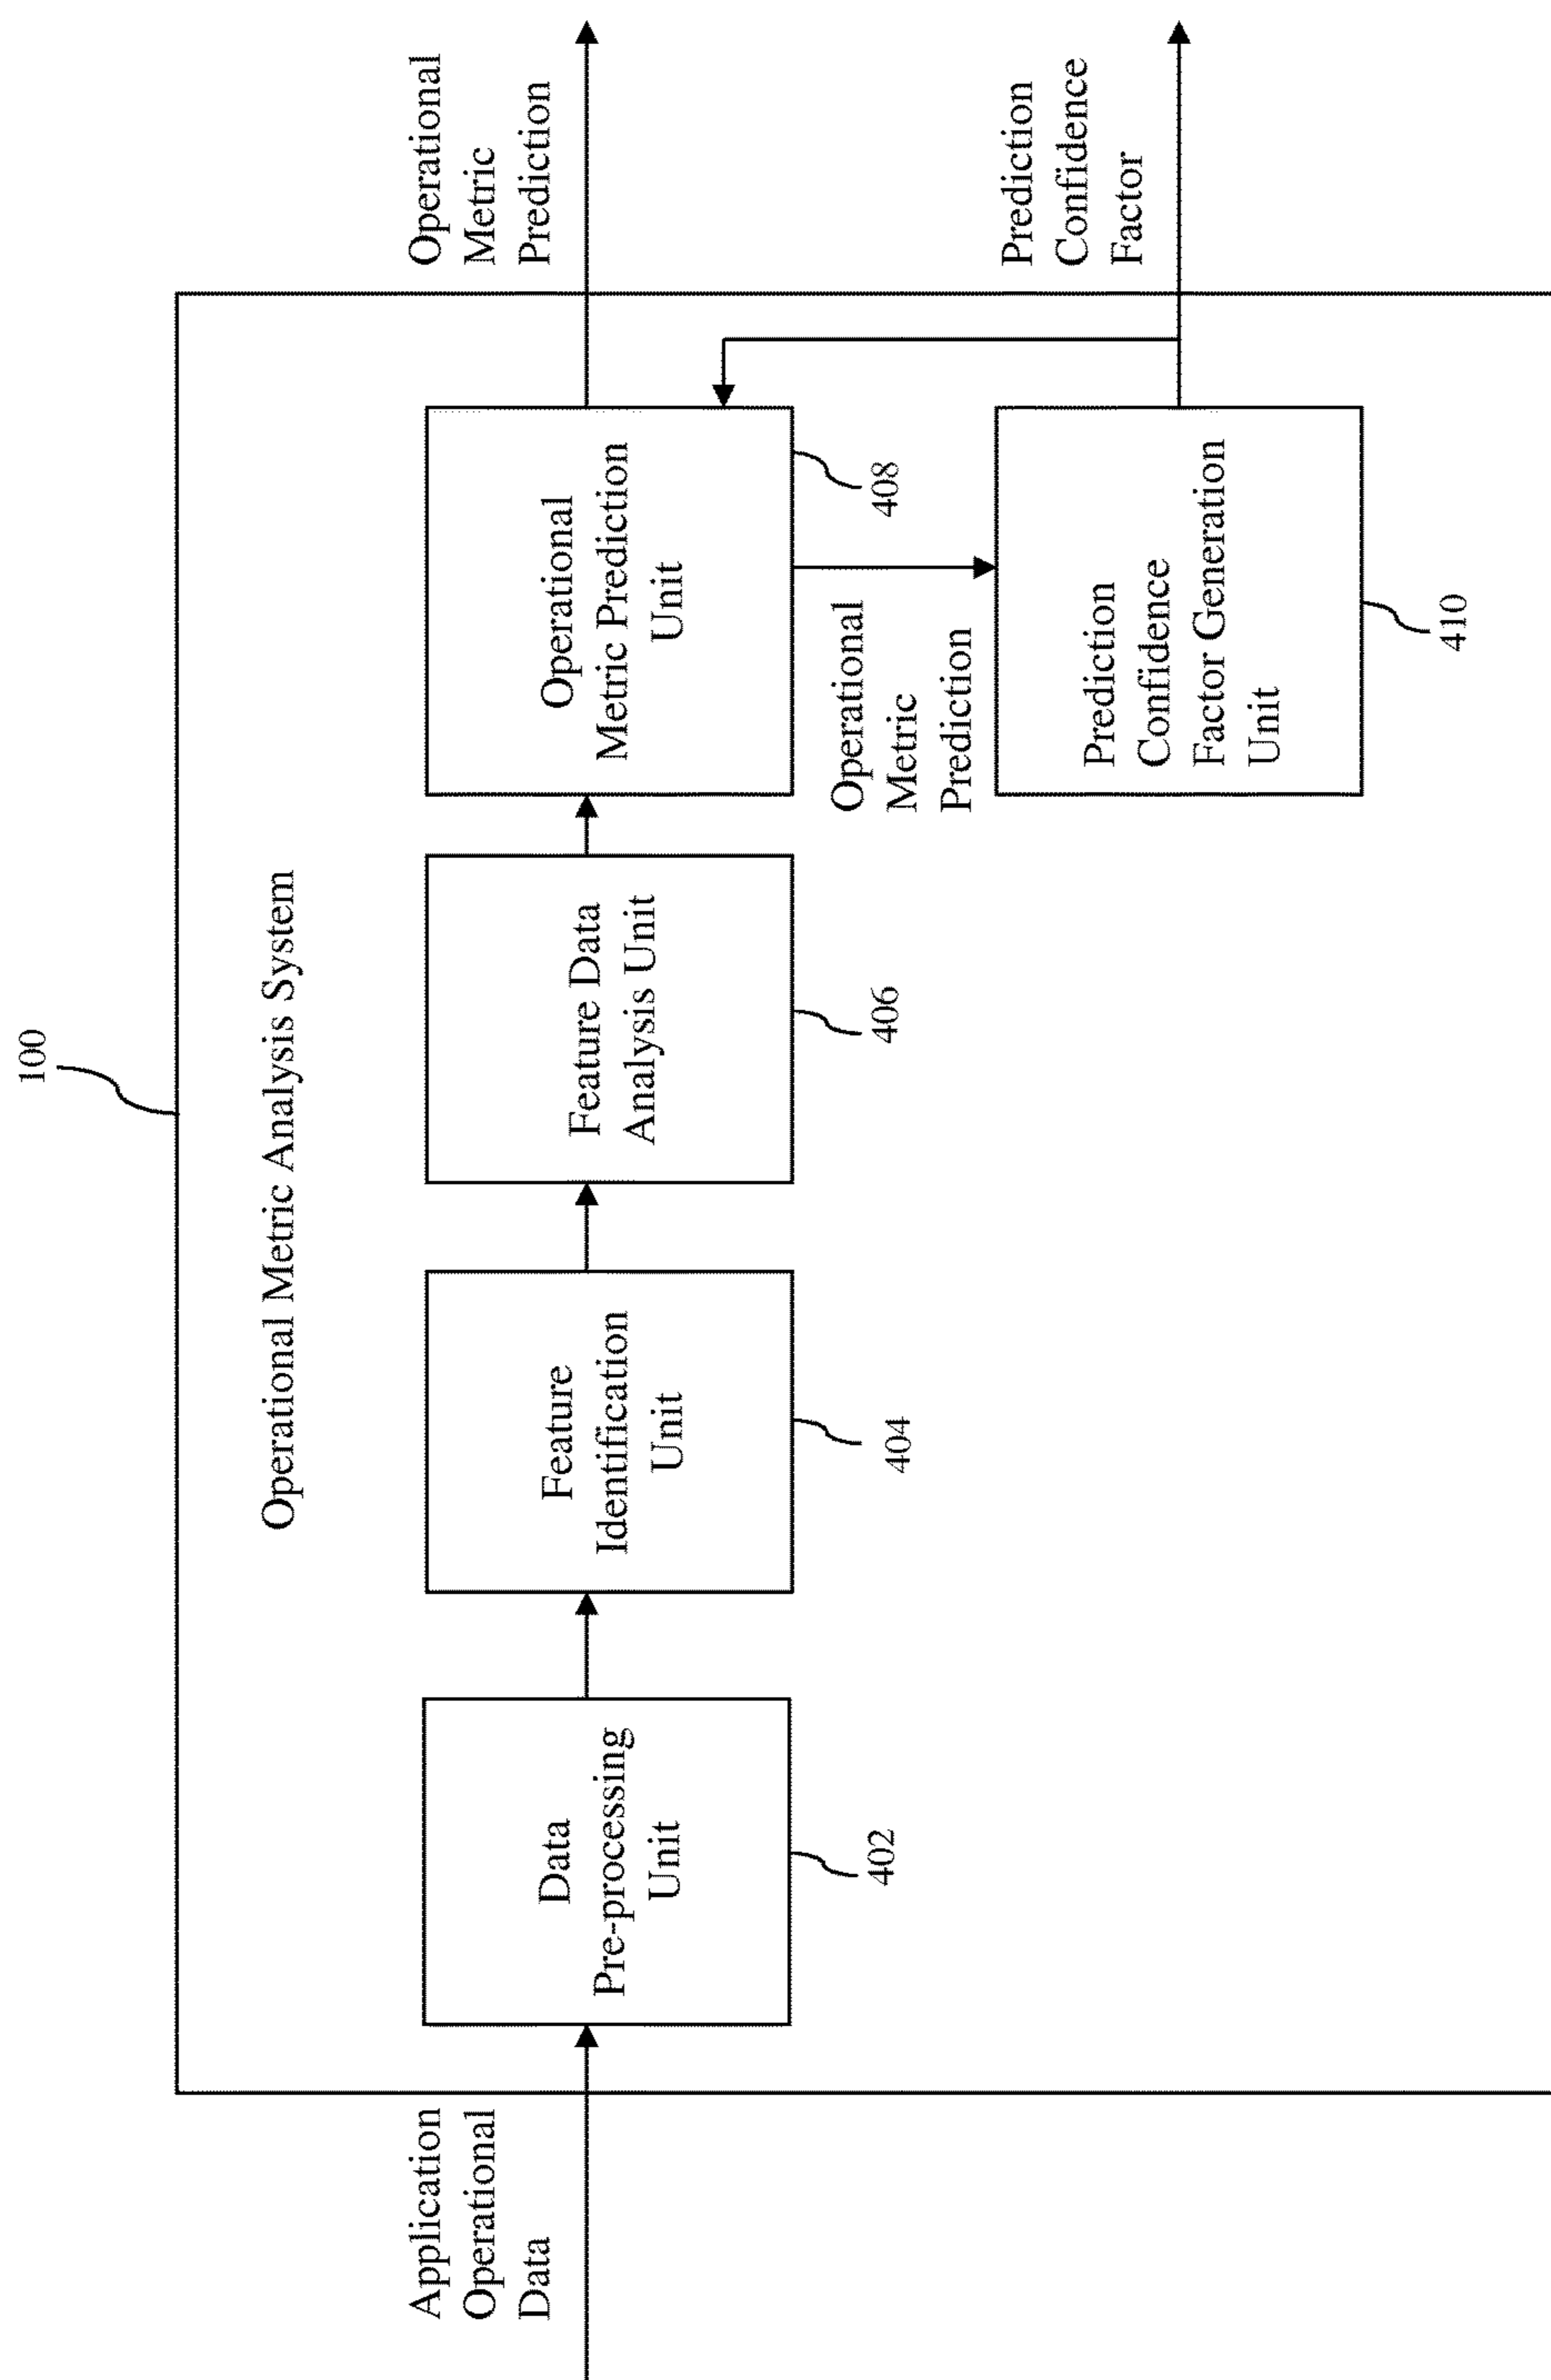 100
Operational Metric Analysis System
Application
Operational
Data
Data
Pre-processing
Unit
402
Feature
Identification
Unit
404
Feature Data
Analysis Unit
406
Operational
Metric Prediction
Unit
408
Operational
Metric
Prediction
Operational
Metric
Prediction
Prediction
Confidence
Factor Generation
Unit
410
Prediction
Confidence
Factor